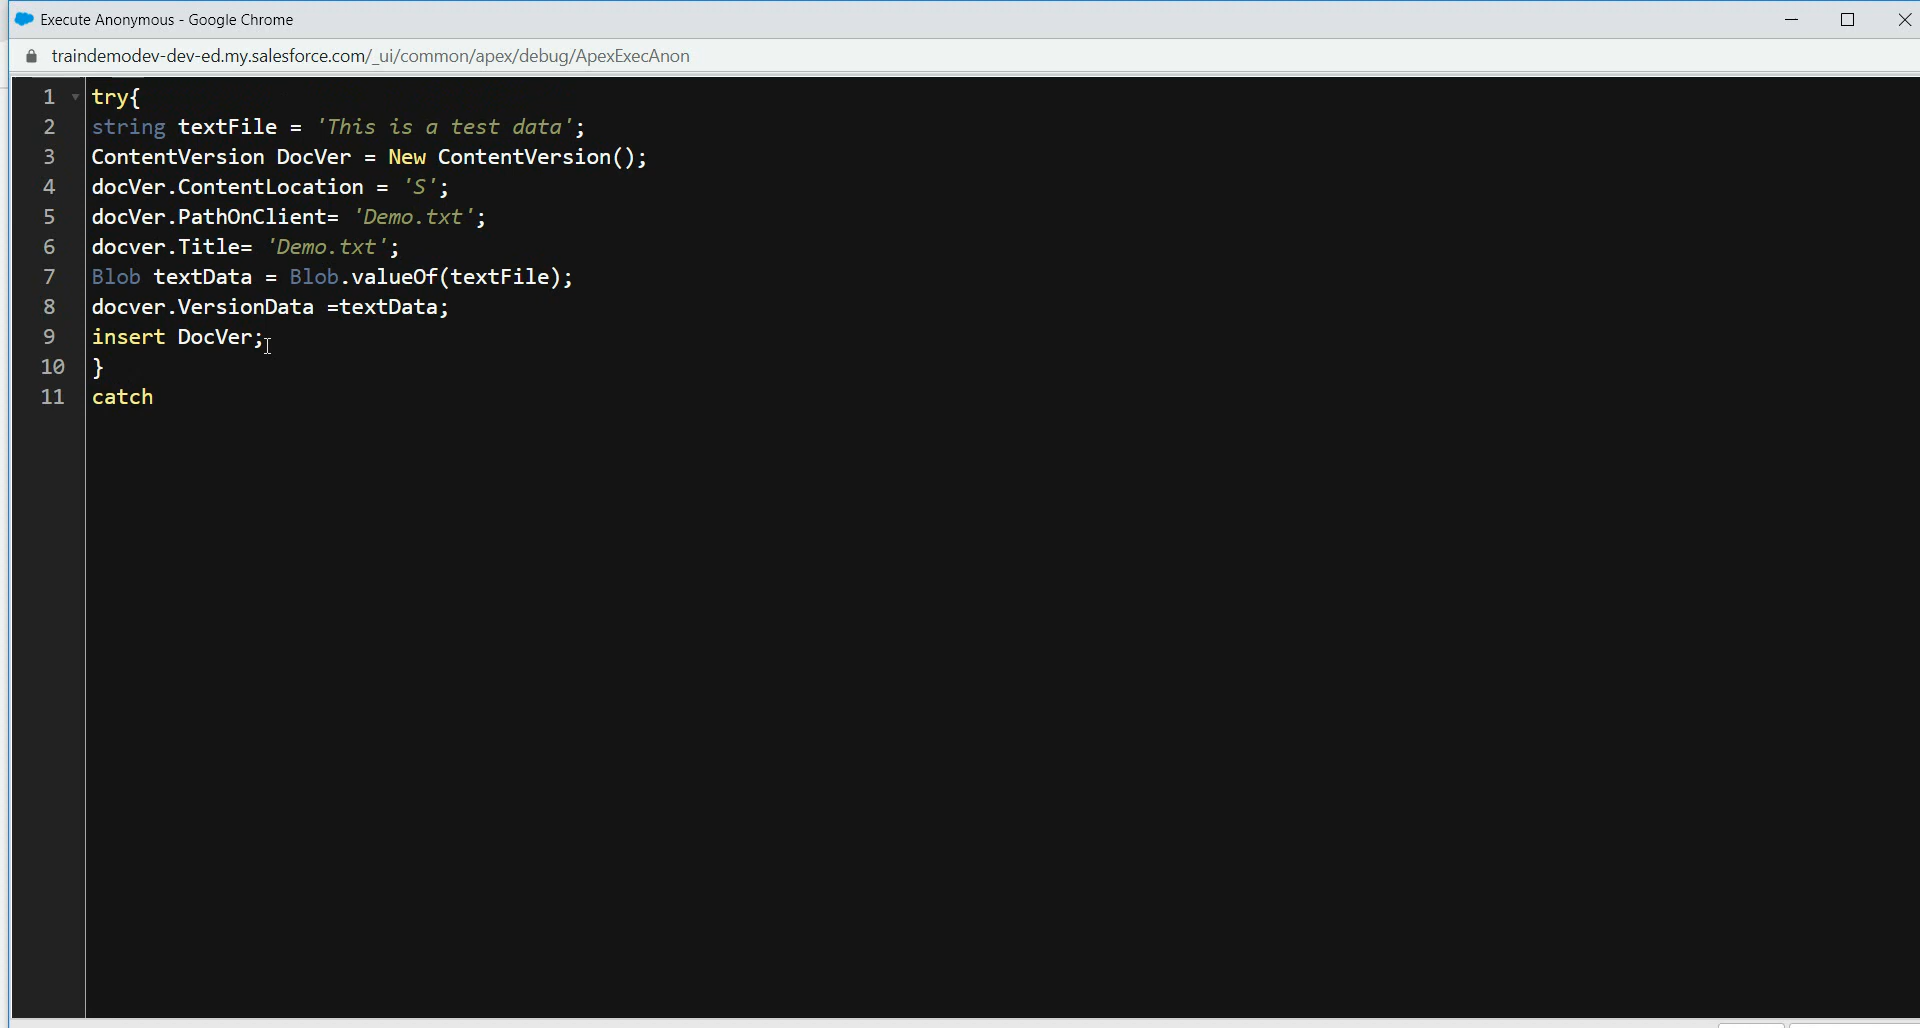 Execute Anonymous - Google Chrome
traindemodev-dev-ed.my.salesforce.com/_ui/common/apex/debug/ApexExecAnon
1 try{
2 string textFile = 'This is a test data';
3 ContentVersion DocVer = New ContentVersion();
4 docVer.ContentLocation = 'S';
5 docVer.PathOnClient= 'Demo.txt';
6 docver.Title= 'Demo.txt';
7 Blob textData = Blob.valueOf(textFile);
8 docver.VersionData =textData;
9 insert DocVer;
10 }
11 catch